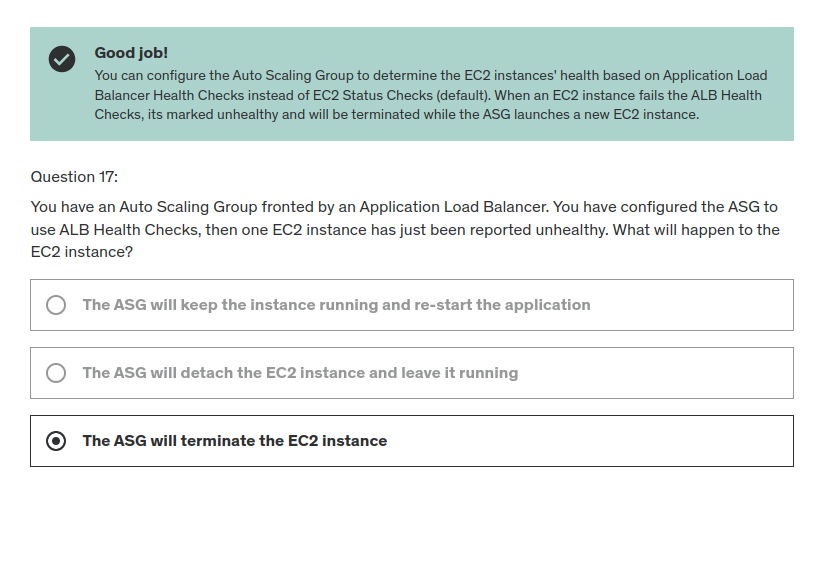 Good job!
You can configure the Auto Scaling Group to determine the EC2 instances' health based on Application Load
Balancer Health Checks instead of EC2 Status Checks (default). When an EC2 instance fails the ALB Health
Checks, its marked unhealthy and will be terminated while the ASG launches a new EC2 instance.
Question 17:
You have an Auto Scaling Group fronted by an Application Load Balancer. You have configured the ASG to
use ALB Health Checks, then one EC2 instance has just been reported unhealthy. What will happen to the
EC2 instance?
The ASG will keep the instance running and re-start the application
The ASG will detach the EC2 instance and leave it running
The ASG will terminate the EC2 instance